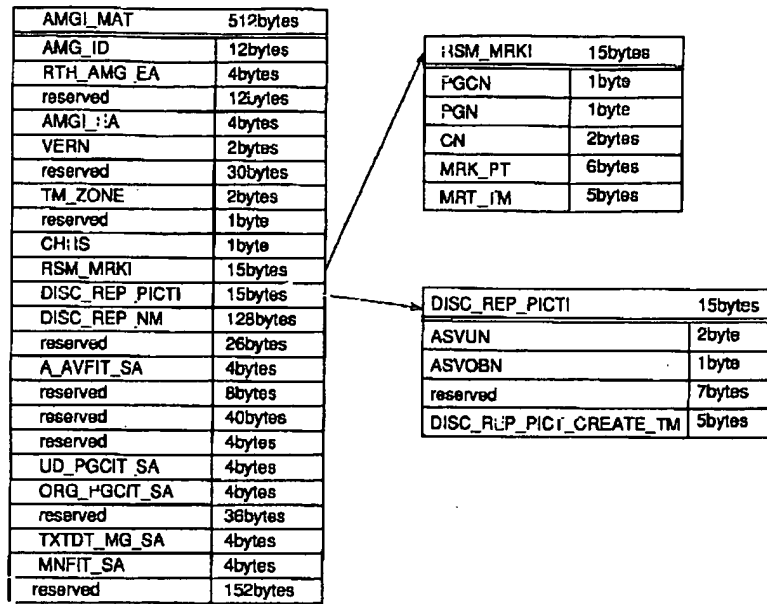 AMGI_MAT 512bytes
AMG_ID 12bytes
RTH_AMG_EA 4bytes
reserved 12bytes
4bytes
VERN 2bytes
reserved 30bytes
TM_ZONE 2bytes
reserved 1byte
1byte
RSM_MRKI 15bytes
DISC_REP_PICTI 15bytes
DISC_REP_NM 128bytes
reserved 26bytes
A_AVFIT_SA 4bytes
reserved 8bytes
reserved 40bytes
reserved 4bytes
UD_PGCIT_SA 4bytes
ORG_PGCIT_SA 4bytes
reserved 36bytes
TXTDT_MG_SA 4bytes
MNFIT_SA 4bytes
reserved 152bytes
RSM_MRKI 15bytes
PGCN 1byte
PGN 1byte
CN 2bytes
MRK_PT 6bytes
MRT_TM 5bytes
DISC_REP_PICTI 15bytes
ASVUN 2byte
ASVOBN 1byte
reserved 7bytes
DISC_REP_PICT_CREATE_TM 5bytes